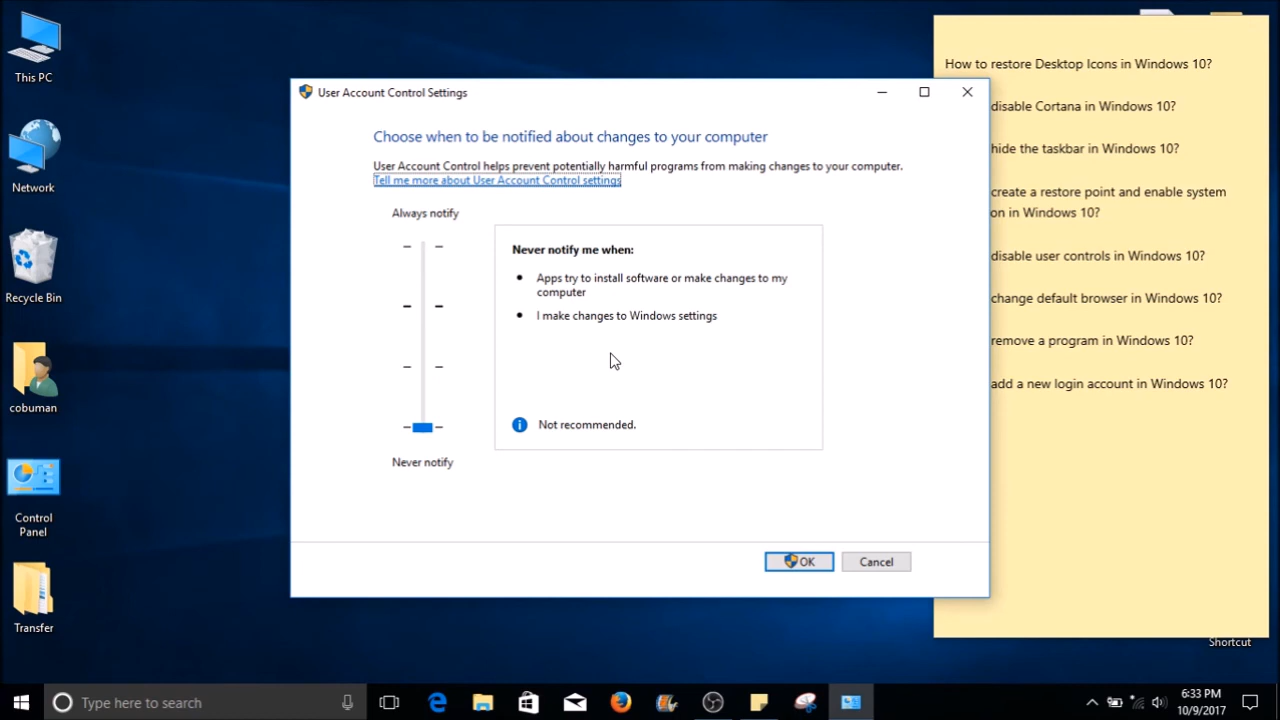 This PC
Network
Recycle Bin
cobuman
Control
Panel
Transfer
User Account Control Settings
Choose when to be notified about changes to your computer
User Account Control helps prevent potentially harmful programs from making changes to your computer.
Tell me more about User Account Control settings
Always notify
Never notify me when:
Apps try to install software or make changes to my
computer
I make changes to Windows settings
Not recommended.
Never notify
OK
Cancel
How to restore Desktop Icons in Windows 10?
disable Cortana in Windows 10?
hide the taskbar in Windows 10?
create a restore point and enable system
on in Windows 10?
disable user controls in Windows 10?
change default browser in Windows 10?
remove a program in Windows 10?
add a new login account in Windows 10?
Shortcut
Type here to search
6:33 PM
10/9/2017